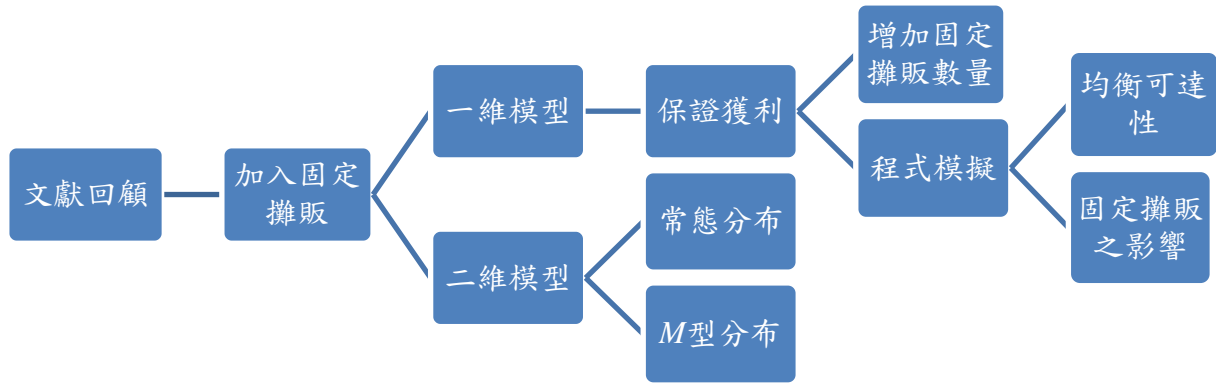 文獻回顧
加入固定
攤販
一維模型
二維模型
保證獲利
常態分布
M型分布
增加固定
攤販數量
程式模擬
均衡可達
性
固定攤販
之影響